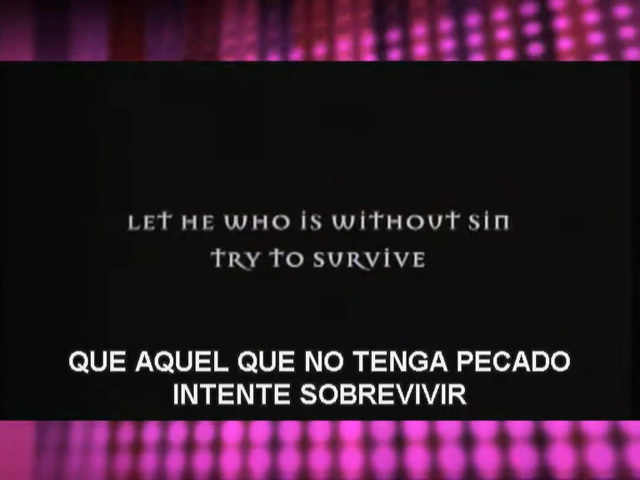 LET HE WHO IS WITHOUT SIN
TRY TO SURVIVE
QUE AQUEL QUE NO TENGA PECADO
INTENTE SOBREVIVIR